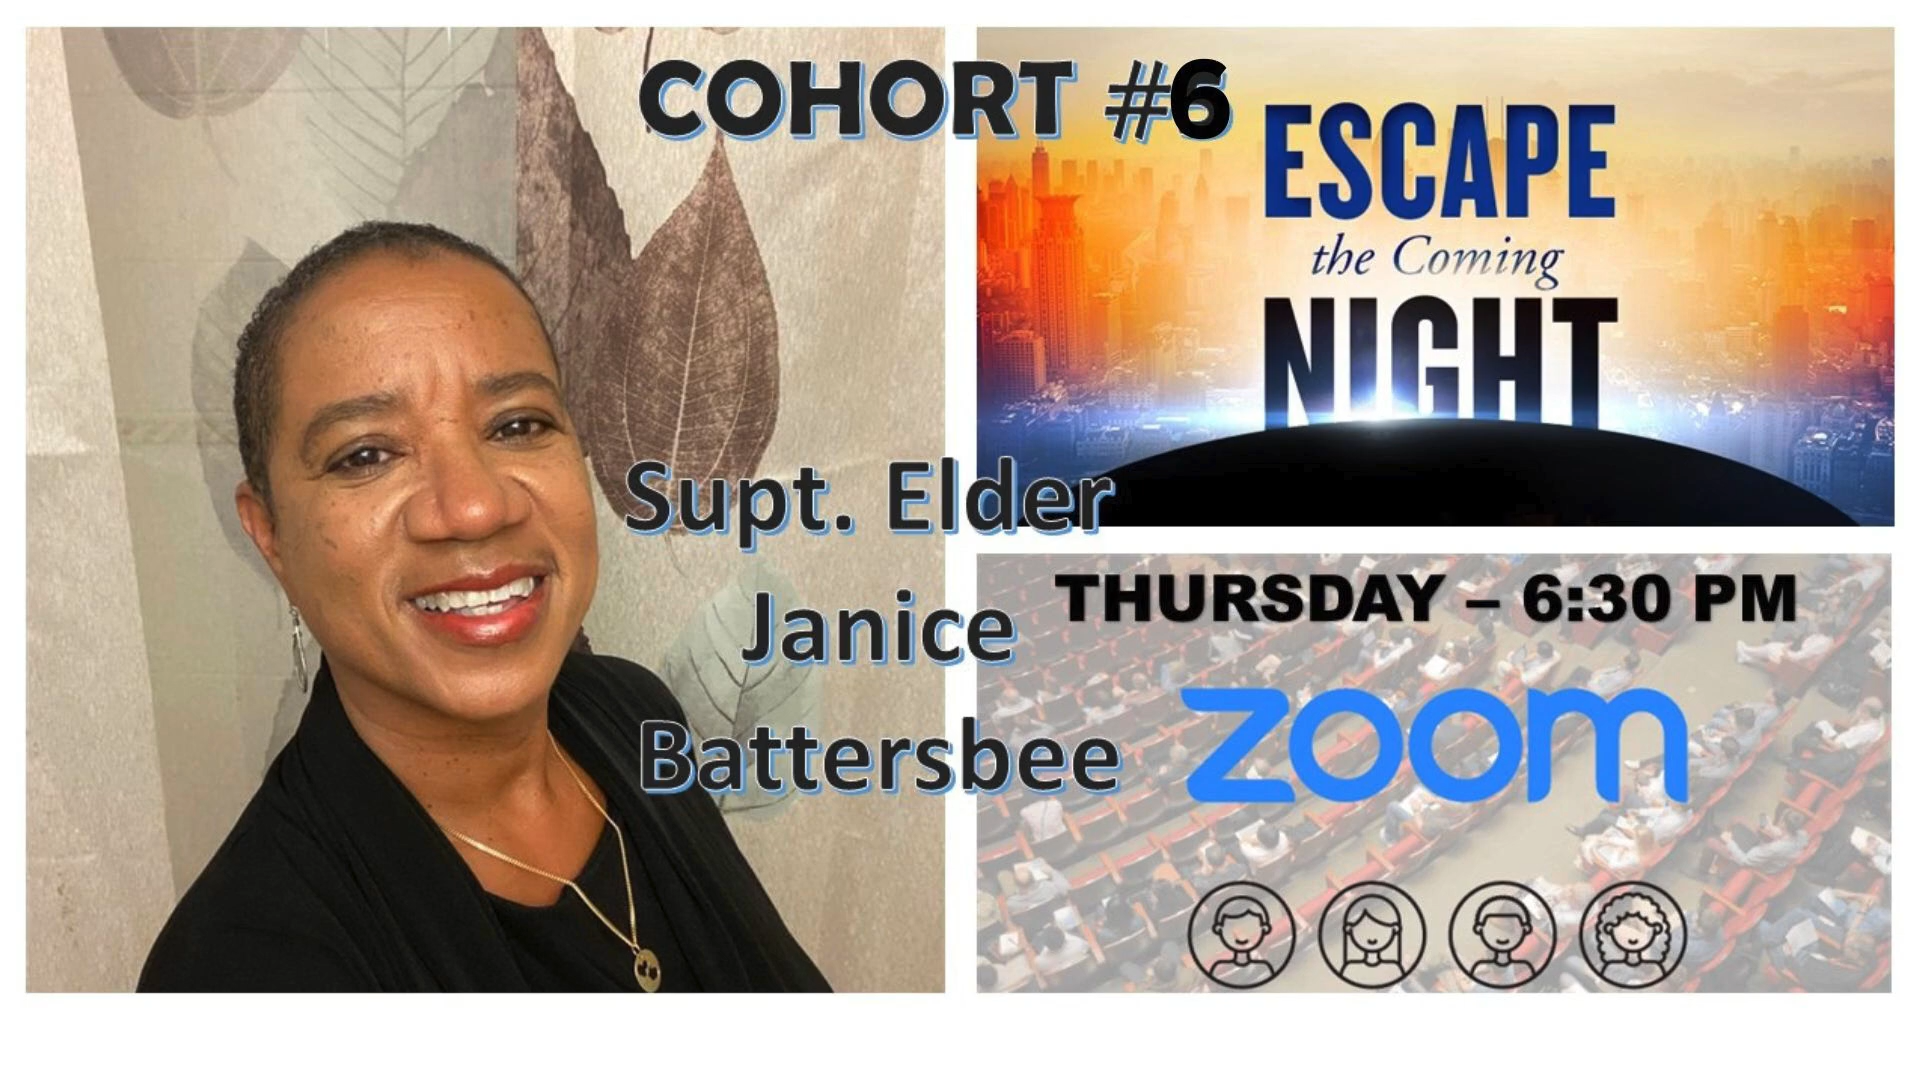 COHORT #6
ESCAPE
the Coming
NIGHT
Supt. Elder
Janice
Battersbee
THURSDAY – 6:30 PM
zoom